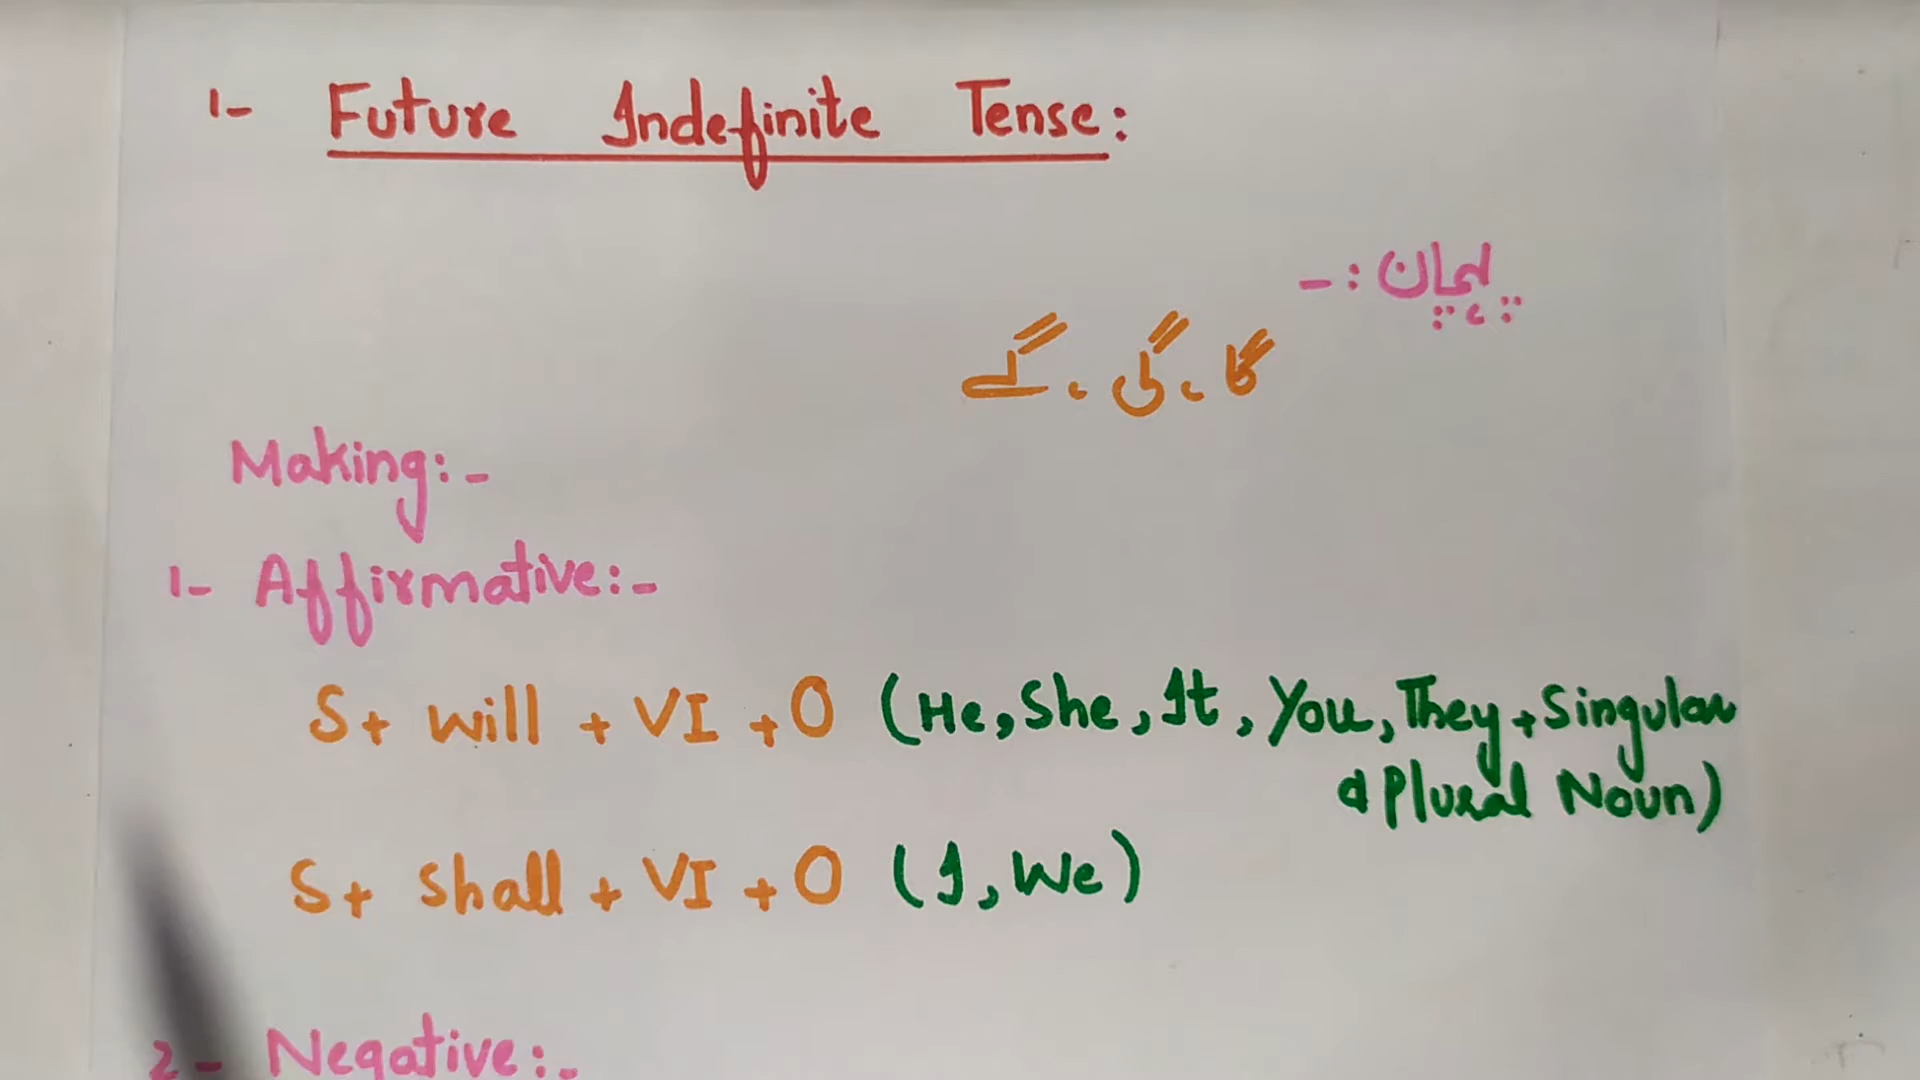 1- Future Indefinite Tense:
پہچان :-
گا، گی، گے
Making:-
1- Affirmative:-
S+ will + VI + O (He, She, It, You, They + Singular
& Plural Noun)
S+ shall + VI + O (I, We)
2- Negative:-